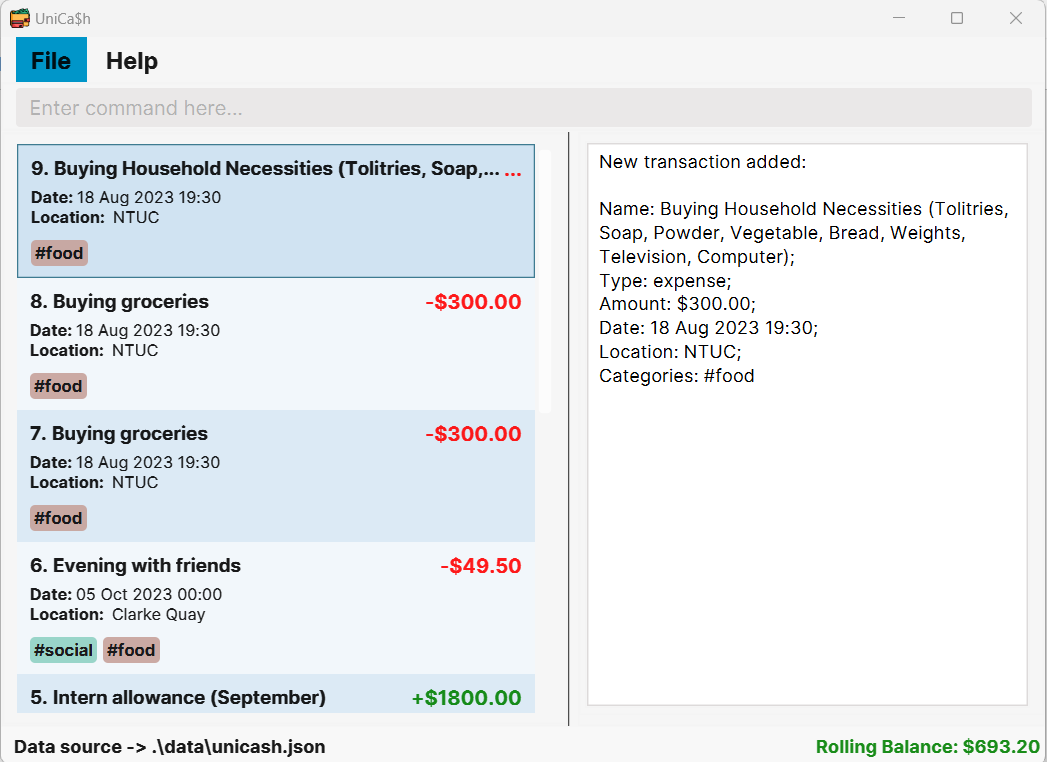 UniCa$h
File Help
Enter command here...
9. Buying Household Necessities (Tolitries, Soap,... ...
Date: 18 Aug 2023 19:30
Location: NTUC
#food
8. Buying groceries -$300.00
Date: 18 Aug 2023 19:30
Location: NTUC
#food
7. Buying groceries -$300.00
Date: 18 Aug 2023 19:30
Location: NTUC
#food
6. Evening with friends -$49.50
Date: 05 Oct 2023 00:00
Location: Clarke Quay
#social #food
5. Intern allowance (September) +$1800.00
New transaction added:
Name: Buying Household Necessities (Tolitries,
Soap, Powder, Vegetable, Bread, Weights,
Television, Computer);
Type: expense;
Amount: $300.00;
Date: 18 Aug 2023 19:30;
Location: NTUC;
Categories: #food
Data source -> .\data\unicash.json
Rolling Balance: $693.20